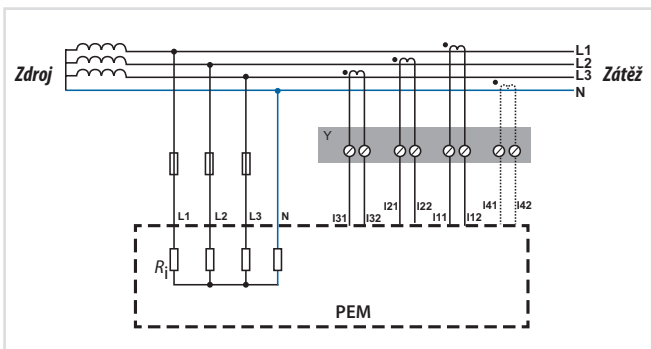 L1
L2
Zdroj L3 Zátěž
N
Y
I31 I32 I21 I22 I11 I12 I41 I42
L1 L2 L3 N
Ri
PEM